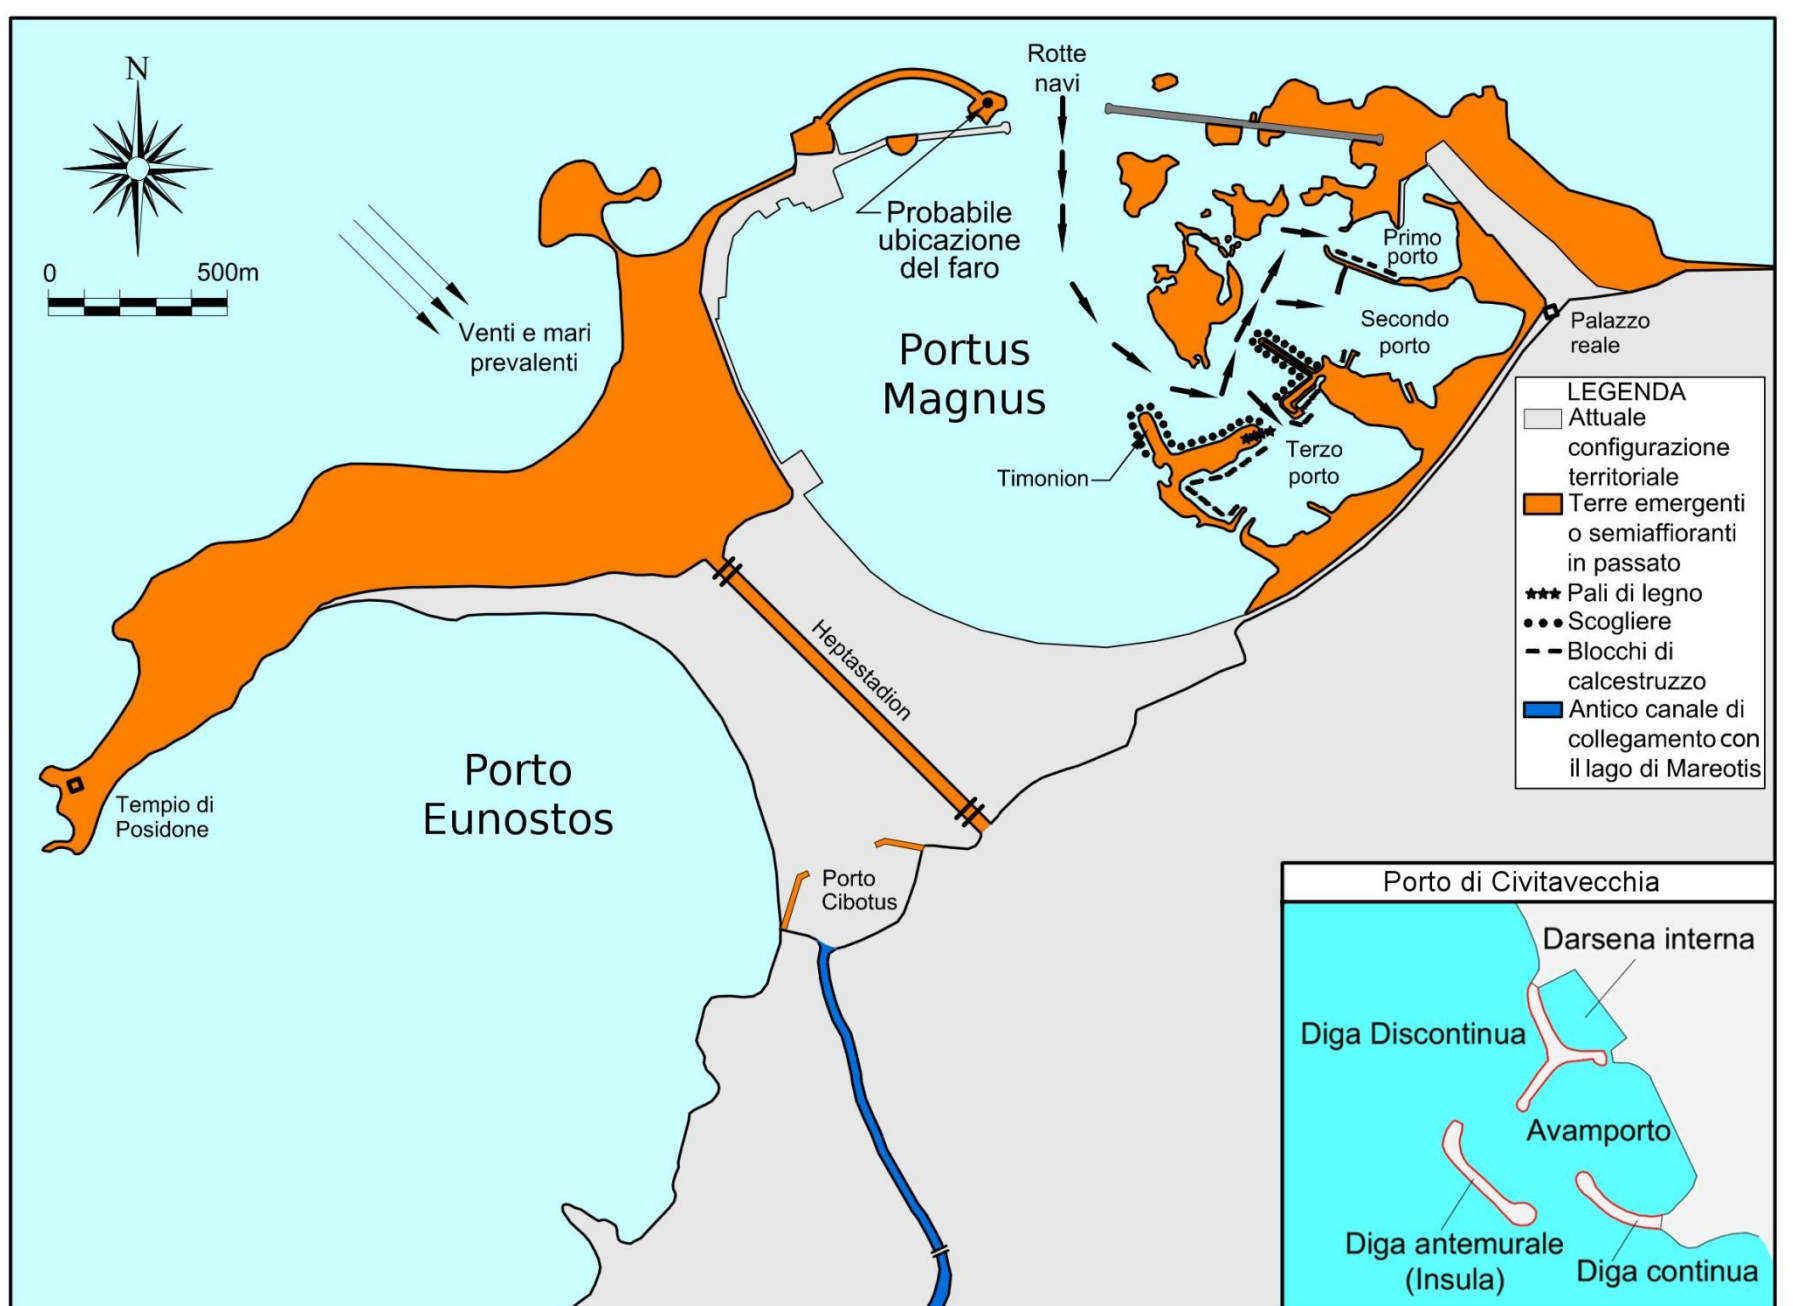 N
0 500m
Venti e mari
prevalenti
Rotte
navi
Probabile
ubicazione
del faro
Portus
Magnus
Primo
porto
Secondo
porto
Terzo
porto
Timonion
Palazzo
reale
Heptastadion
Porto
Eunostos
Tempio di
Posidone
Porto
Cibotus
LEGENDA
Attuale
configurazione
territoriale
Terre emergenti
o semiaffioranti
in passato
Pali di legno
Scogliere
Blocchi di
calcestruzzo
Antico canale di
collegamento con
il lago di Mareotis
Porto di Civitavecchia
Darsena interna
Diga Discontinua
Avamporto
Diga antemurale
(Insula)
Diga continua